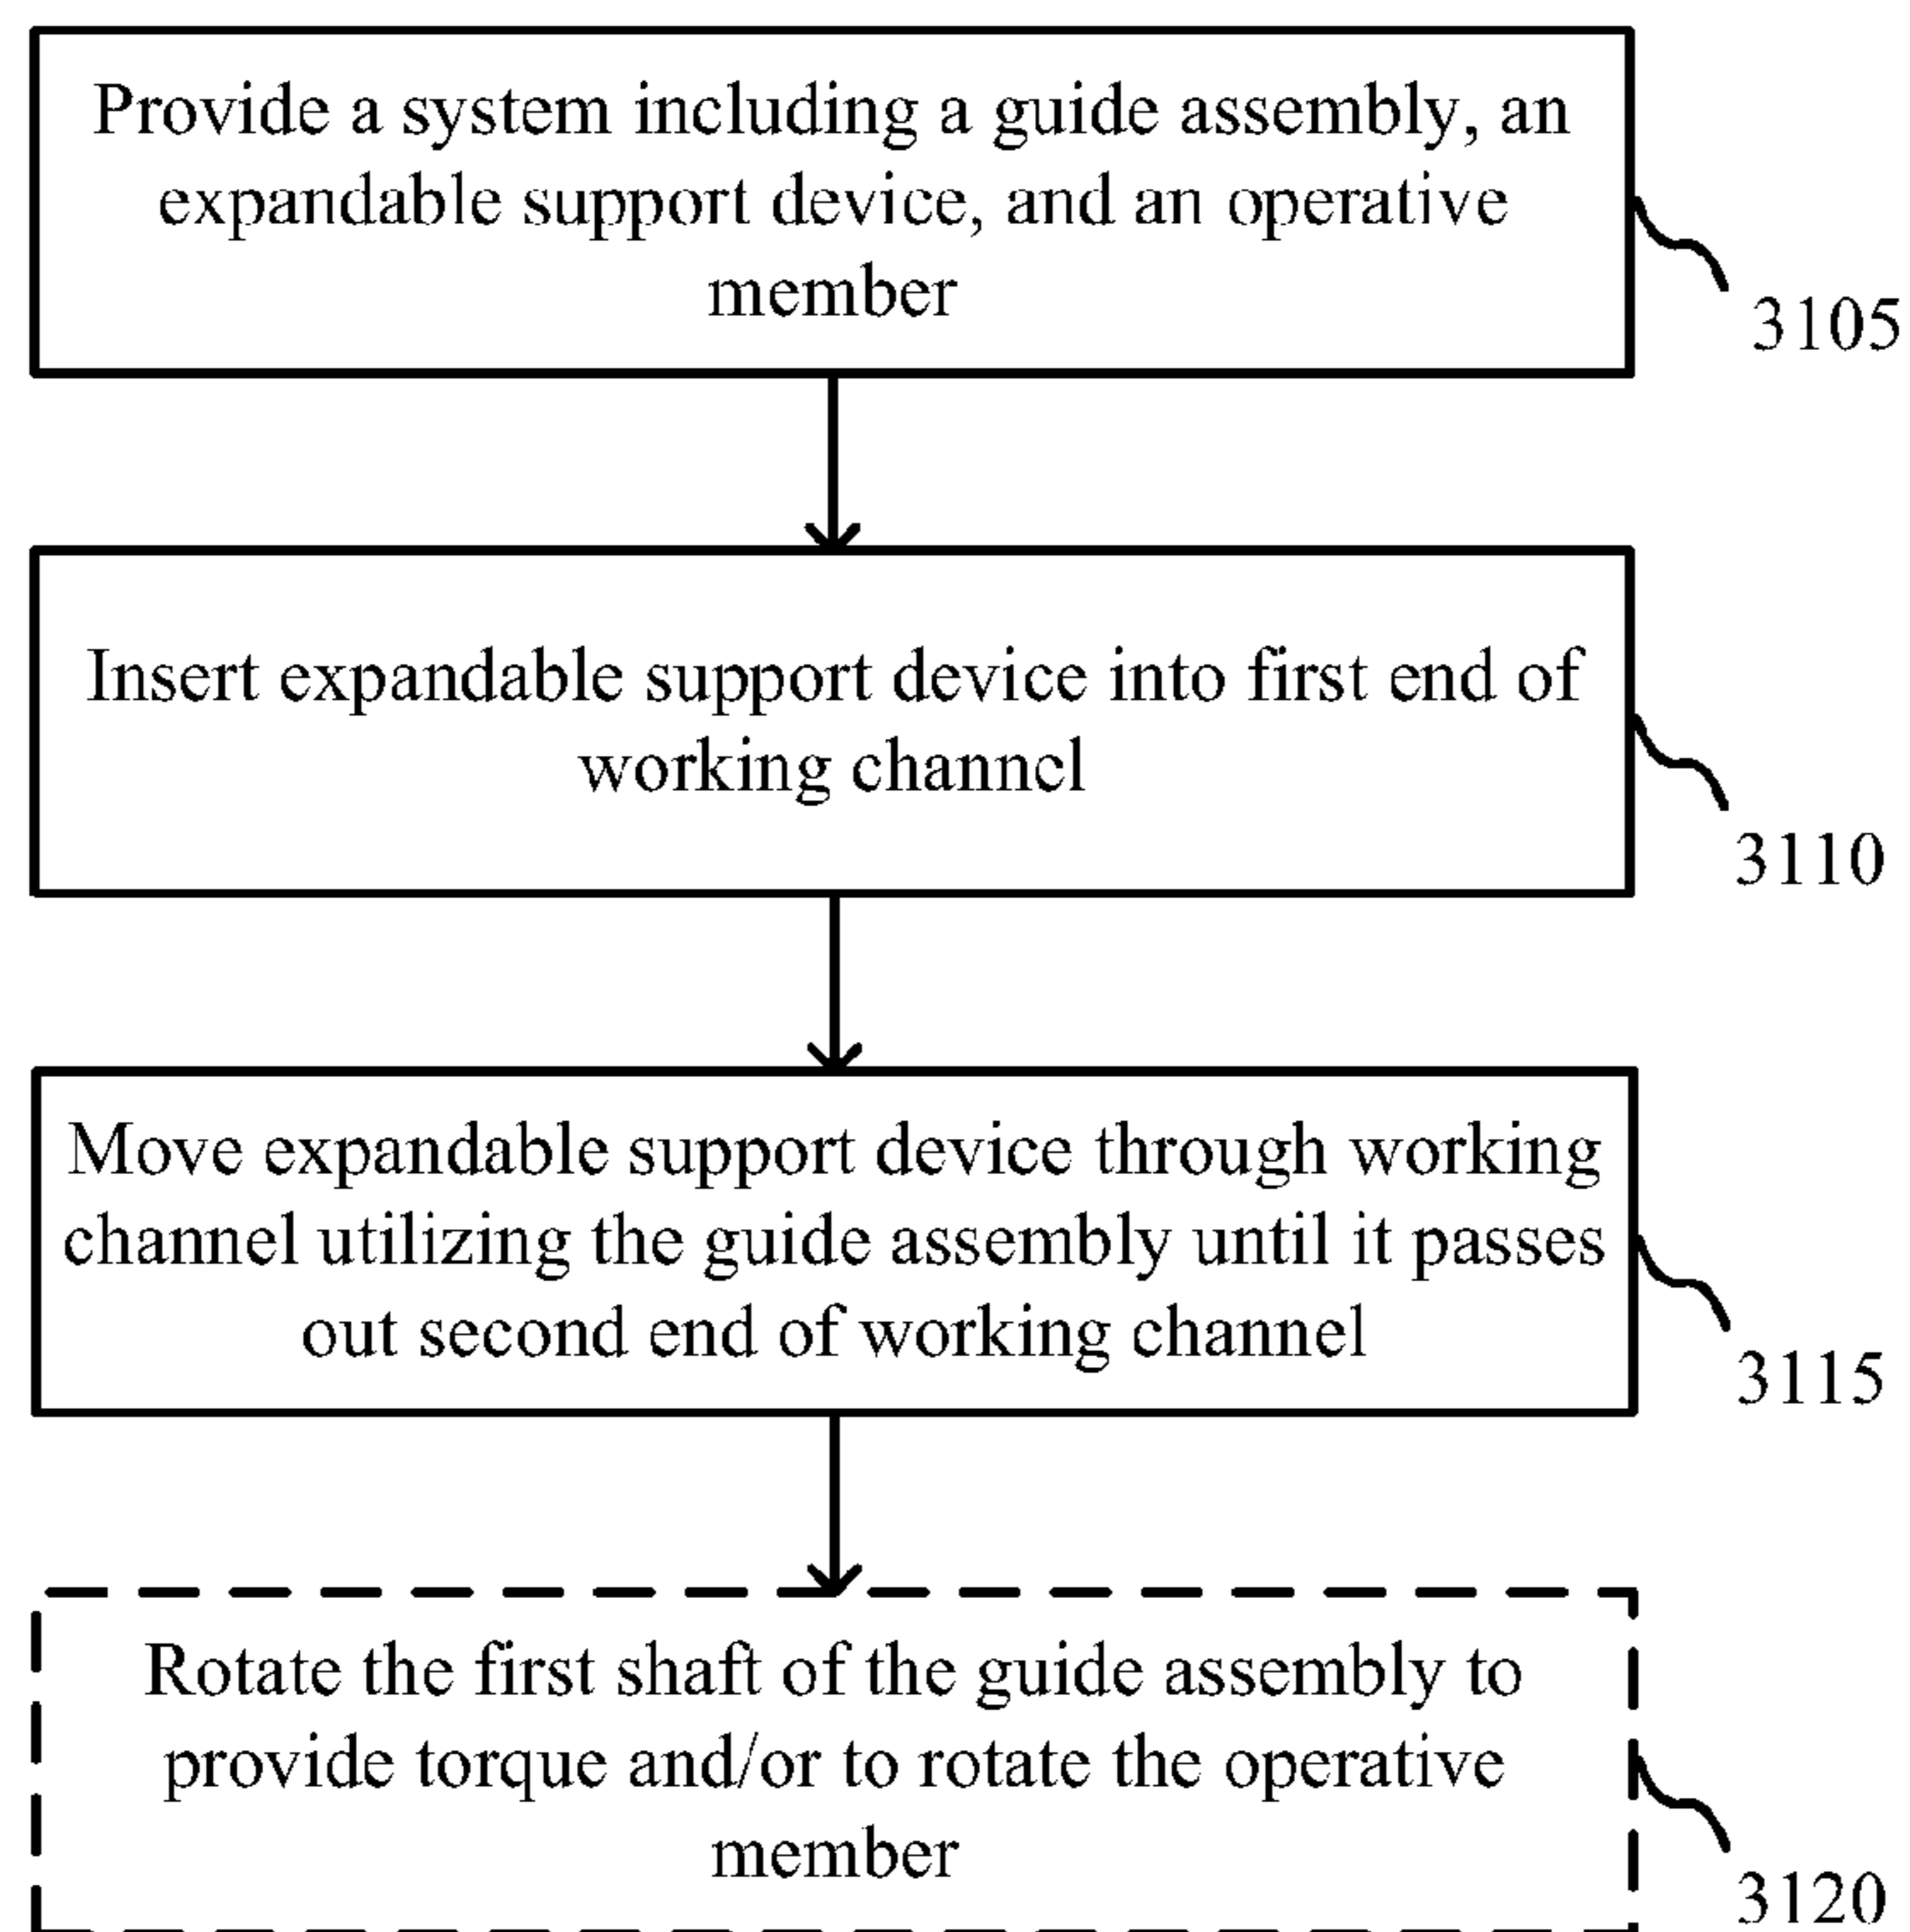 Provide a system including a guide assembly, an
expandable support device, and an operative
member
3105
Insert expandable support device into first end of
working channel
3110
Move expandable support device through working
channel utilizing the guide assembly until it passes
out second end of working channel
3115
Rotate the first shaft of the guide assembly to
provide torque and/or to rotate the operative
member
3120